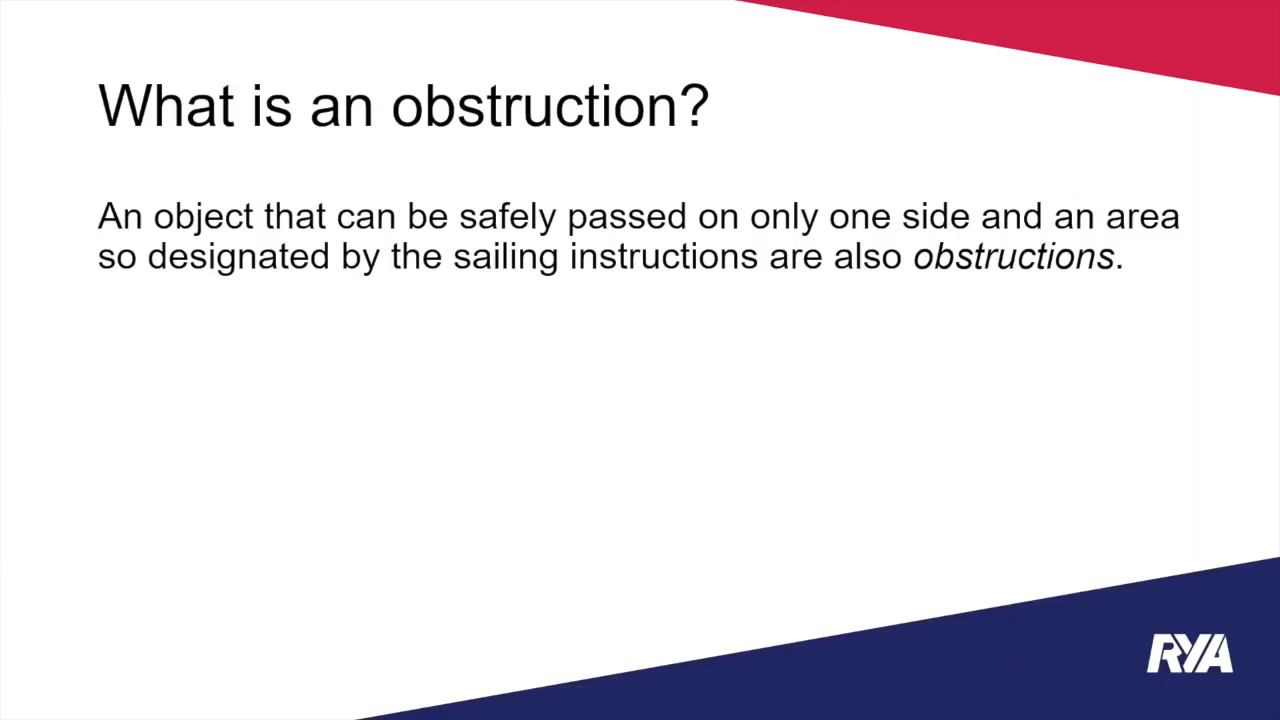 What is an obstruction?
An object that can be safely passed on only one side and an area
so designated by the sailing instructions are also obstructions.
RYA